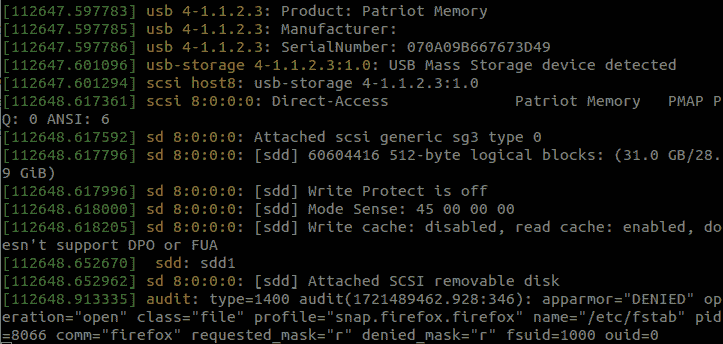 [112647.597783] usb 4-1.1.2.3: Product: Patriot Memory
[112647.597785] usb 4-1.1.2.3: Manufacturer:
[112647.597786] usb 4-1.1.2.3: SerialNumber: 070A09B667673D49
[112647.601096] usb-storage 4-1.1.2.3:1.0: USB Mass Storage device detected
[112647.601294] scsi host8: usb-storage 4-1.1.2.3:1.0
[112648.617361] scsi 8:0:0:0: Direct-Access              Patriot Memory   PMAP P
Q: 0 ANSI: 6
[112648.617592] sd 8:0:0:0: Attached scsi generic sg3 type 0
[112648.617796] sd 8:0:0:0: [sdd] 60604416 512-byte logical blocks: (31.0 GB/28.
9 GiB)
[112648.617996] sd 8:0:0:0: [sdd] Write Protect is off
[112648.618000] sd 8:0:0:0: [sdd] Mode Sense: 45 00 00 00
[112648.618205] sd 8:0:0:0: [sdd] Write cache: disabled, read cache: enabled, do
esn't support DPO or FUA
[112648.652670]  sdd: sdd1
[112648.652962] sd 8:0:0:0: [sdd] Attached SCSI removable disk
[112648.913335] audit: type=1400 audit(1721489462.928:346): apparmor="DENIED" op
eration="open" class="file" profile="snap.firefox.firefox" name="/etc/fstab" pid
=8066 comm="firefox" requested_mask="r" denied_mask="r" fsuid=1000 ouid=0